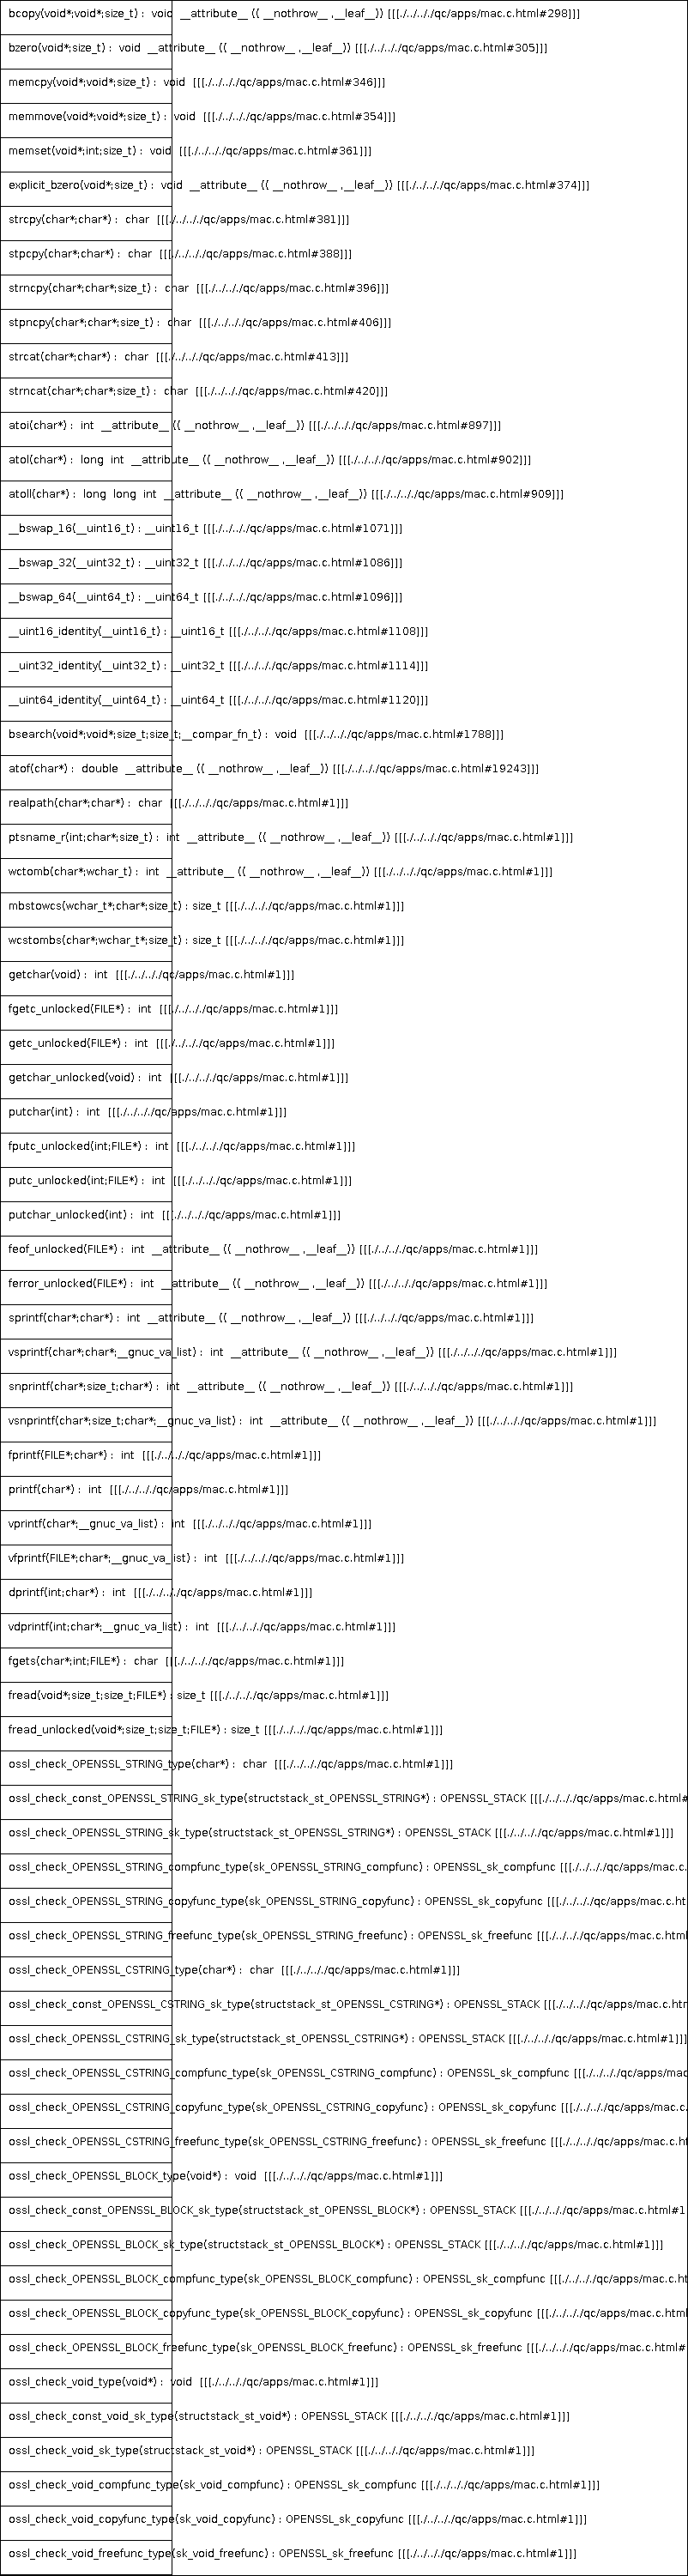 bcopy(void*;void*;size_t) :  void  __attribute__ (( __nothrow__ ,__leaf__)) [[[./../../../qc/apps/mac.c.html#298]]]
bzero(void*;size_t) :  void  __attribute__ (( __nothrow__ ,__leaf__)) [[[./../../../qc/apps/mac.c.html#305]]]
memcpy(void*;void*;size_t) :  void  [[[./../../../qc/apps/mac.c.html#346]]]
memmove(void*;void*;size_t) :  void  [[[./../../../qc/apps/mac.c.html#354]]]
memset(void*;int;size_t) :  void  [[[./../../../qc/apps/mac.c.html#361]]]
explicit_bzero(void*;size_t) :  void  __attribute__ (( __nothrow__ ,__leaf__)) [[[./../../../qc/apps/mac.c.html#374]]]
strcpy(char*;char*) :  char  [[[./../../../qc/apps/mac.c.html#381]]]
stpcpy(char*;char*) :  char  [[[./../../../qc/apps/mac.c.html#388]]]
strncpy(char*;char*;size_t) :  char  [[[./../../../qc/apps/mac.c.html#396]]]
stpncpy(char*;char*;size_t) :  char  [[[./../../../qc/apps/mac.c.html#406]]]
strcat(char*;char*) :  char  [[[./../../../qc/apps/mac.c.html#413]]]
strncat(char*;char*;size_t) :  char  [[[./../../../qc/apps/mac.c.html#420]]]
atoi(char*) :  int  __attribute__ (( __nothrow__ ,__leaf__)) [[[./../../../qc/apps/mac.c.html#897]]]
atol(char*) :  long  int  __attribute__ (( __nothrow__ ,__leaf__)) [[[./../../../qc/apps/mac.c.html#902]]]
atoll(char*) :  long  long  int  __attribute__ (( __nothrow__ ,__leaf__)) [[[./../../../qc/apps/mac.c.html#909]]]
__bswap_16(__uint16_t) : __uint16_t [[[./../../../qc/apps/mac.c.html#1071]]]
__bswap_32(__uint32_t) : __uint32_t [[[./../../../qc/apps/mac.c.html#1086]]]
__bswap_64(__uint64_t) : __uint64_t [[[./../../../qc/apps/mac.c.html#1096]]]
__uint16_identity(__uint16_t) : __uint16_t [[[./../../../qc/apps/mac.c.html#1108]]]
__uint32_identity(__uint32_t) : __uint32_t [[[./../../../qc/apps/mac.c.html#1114]]]
__uint64_identity(__uint64_t) : __uint64_t [[[./../../../qc/apps/mac.c.html#1120]]]
bsearch(void*;void*;size_t;size_t;__compar_fn_t) :  void  [[[./../../../qc/apps/mac.c.html#1788]]]
atof(char*) :  double  __attribute__ (( __nothrow__ ,__leaf__)) [[[./../../../qc/apps/mac.c.html#19243]]]
realpath(char*;char*) :  char  [[[./../../../qc/apps/mac.c.html#1]]]
ptsname_r(int;char*;size_t) :  int  __attribute__ (( __nothrow__ ,__leaf__)) [[[./../../../qc/apps/mac.c.html#1]]]
wctomb(char*;wchar_t) :  int  __attribute__ (( __nothrow__ ,__leaf__)) [[[./../../../qc/apps/mac.c.html#1]]]
mbstowcs(wchar_t*;char*;size_t) : size_t [[[./../../../qc/apps/mac.c.html#1]]]
wcstombs(char*;wchar_t*;size_t) : size_t [[[./../../../qc/apps/mac.c.html#1]]]
getchar(void) :  int  [[[./../../../qc/apps/mac.c.html#1]]]
fgetc_unlocked(FILE*) :  int  [[[./../../../qc/apps/mac.c.html#1]]]
getc_unlocked(FILE*) :  int  [[[./../../../qc/apps/mac.c.html#1]]]
getchar_unlocked(void) :  int  [[[./../../../qc/apps/mac.c.html#1]]]
putchar(int) :  int  [[[./../../../qc/apps/mac.c.html#1]]]
fputc_unlocked(int;FILE*) :  int  [[[./../../../qc/apps/mac.c.html#1]]]
putc_unlocked(int;FILE*) :  int  [[[./../../../qc/apps/mac.c.html#1]]]
putchar_unlocked(int) :  int  [[[./../../../qc/apps/mac.c.html#1]]]
feof_unlocked(FILE*) :  int  __attribute__ (( __nothrow__ ,__leaf__)) [[[./../../../qc/apps/mac.c.html#1]]]
ferror_unlocked(FILE*) :  int  __attribute__ (( __nothrow__ ,__leaf__)) [[[./../../../qc/apps/mac.c.html#1]]]
sprintf(char*;char*) :  int  __attribute__ (( __nothrow__ ,__leaf__)) [[[./../../../qc/apps/mac.c.html#1]]]
vsprintf(char*;char*;__gnuc_va_list) :  int  __attribute__ (( __nothrow__ ,__leaf__)) [[[./../../../qc/apps/mac.c.html#1]]]
snprintf(char*;size_t;char*) :  int  __attribute__ (( __nothrow__ ,__leaf__)) [[[./../../../qc/apps/mac.c.html#1]]]
vsnprintf(char*;size_t;char*;__gnuc_va_list) :  int  __attribute__ (( __nothrow__ ,__leaf__)) [[[./../../../qc/apps/mac.c.html#1]]]
fprintf(FILE*;char*) :  int  [[[./../../../qc/apps/mac.c.html#1]]]
printf(char*) :  int  [[[./../../../qc/apps/mac.c.html#1]]]
vprintf(char*;__gnuc_va_list) :  int  [[[./../../../qc/apps/mac.c.html#1]]]
vfprintf(FILE*;char*;__gnuc_va_list) :  int  [[[./../../../qc/apps/mac.c.html#1]]]
dprintf(int;char*) :  int  [[[./../../../qc/apps/mac.c.html#1]]]
vdprintf(int;char*;__gnuc_va_list) :  int  [[[./../../../qc/apps/mac.c.html#1]]]
fgets(char*;int;FILE*) :  char  [[[./../../../qc/apps/mac.c.html#1]]]
fread(void*;size_t;size_t;FILE*) : size_t [[[./../../../qc/apps/mac.c.html#1]]]
fread_unlocked(void*;size_t;size_t;FILE*) : size_t [[[./../../../qc/apps/mac.c.html#1]]]
ossl_check_OPENSSL_STRING_type(char*) :  char  [[[./../../../qc/apps/mac.c.html#1]]]
ossl_check_const_OPENSSL_STRING_sk_type(structstack_st_OPENSSL_STRING*) : OPENSSL_STACK [[[./../../../qc/apps/mac.c.html#
ossl_check_OPENSSL_STRING_sk_type(structstack_st_OPENSSL_STRING*) : OPENSSL_STACK [[[./../../../qc/apps/mac.c.html#1]]]
ossl_check_OPENSSL_STRING_compfunc_type(sk_OPENSSL_STRING_compfunc) : OPENSSL_sk_compfunc [[[./../../../qc/apps/mac.c.
ossl_check_OPENSSL_STRING_copyfunc_type(sk_OPENSSL_STRING_copyfunc) : OPENSSL_sk_copyfunc [[[./../../../qc/apps/mac.c.ht
ossl_check_OPENSSL_STRING_freefunc_type(sk_OPENSSL_STRING_freefunc) : OPENSSL_sk_freefunc [[[./../../../qc/apps/mac.c.html
ossl_check_OPENSSL_CSTRING_type(char*) :  char  [[[./../../../qc/apps/mac.c.html#1]]]
ossl_check_const_OPENSSL_CSTRING_sk_type(structstack_st_OPENSSL_CSTRING*) : OPENSSL_STACK [[[./../../../qc/apps/mac.c.htm
ossl_check_OPENSSL_CSTRING_sk_type(structstack_st_OPENSSL_CSTRING*) : OPENSSL_STACK [[[./../../../qc/apps/mac.c.html#1]]]
ossl_check_OPENSSL_CSTRING_compfunc_type(sk_OPENSSL_CSTRING_compfunc) : OPENSSL_sk_compfunc [[[./../../../qc/apps/mac
ossl_check_OPENSSL_CSTRING_copyfunc_type(sk_OPENSSL_CSTRING_copyfunc) : OPENSSL_sk_copyfunc [[[./../../../qc/apps/mac.c.
ossl_check_OPENSSL_CSTRING_freefunc_type(sk_OPENSSL_CSTRING_freefunc) : OPENSSL_sk_freefunc [[[./../../../qc/apps/mac.c.ht
ossl_check_OPENSSL_BLOCK_type(void*) :  void  [[[./../../../qc/apps/mac.c.html#1]]]
ossl_check_const_OPENSSL_BLOCK_sk_type(structstack_st_OPENSSL_BLOCK*) : OPENSSL_STACK [[[./../../../qc/apps/mac.c.html#1
ossl_check_OPENSSL_BLOCK_sk_type(structstack_st_OPENSSL_BLOCK*) : OPENSSL_STACK [[[./../../../qc/apps/mac.c.html#1]]]
ossl_check_OPENSSL_BLOCK_compfunc_type(sk_OPENSSL_BLOCK_compfunc) : OPENSSL_sk_compfunc [[[./../../../qc/apps/mac.c.ht
ossl_check_OPENSSL_BLOCK_copyfunc_type(sk_OPENSSL_BLOCK_copyfunc) : OPENSSL_sk_copyfunc [[[./../../../qc/apps/mac.c.html
ossl_check_OPENSSL_BLOCK_freefunc_type(sk_OPENSSL_BLOCK_freefunc) : OPENSSL_sk_freefunc [[[./../../../qc/apps/mac.c.html#
ossl_check_void_type(void*) :  void  [[[./../../../qc/apps/mac.c.html#1]]]
ossl_check_const_void_sk_type(structstack_st_void*) : OPENSSL_STACK [[[./../../../qc/apps/mac.c.html#1]]]
ossl_check_void_sk_type(structstack_st_void*) : OPENSSL_STACK [[[./../../../qc/apps/mac.c.html#1]]]
ossl_check_void_compfunc_type(sk_void_compfunc) : OPENSSL_sk_compfunc [[[./../../../qc/apps/mac.c.html#1]]]
ossl_check_void_copyfunc_type(sk_void_copyfunc) : OPENSSL_sk_copyfunc [[[./../../../qc/apps/mac.c.html#1]]]
ossl_check_void_freefunc_type(sk_void_freefunc) : OPENSSL_sk_freefunc [[[./../../../qc/apps/mac.c.html#1]]]